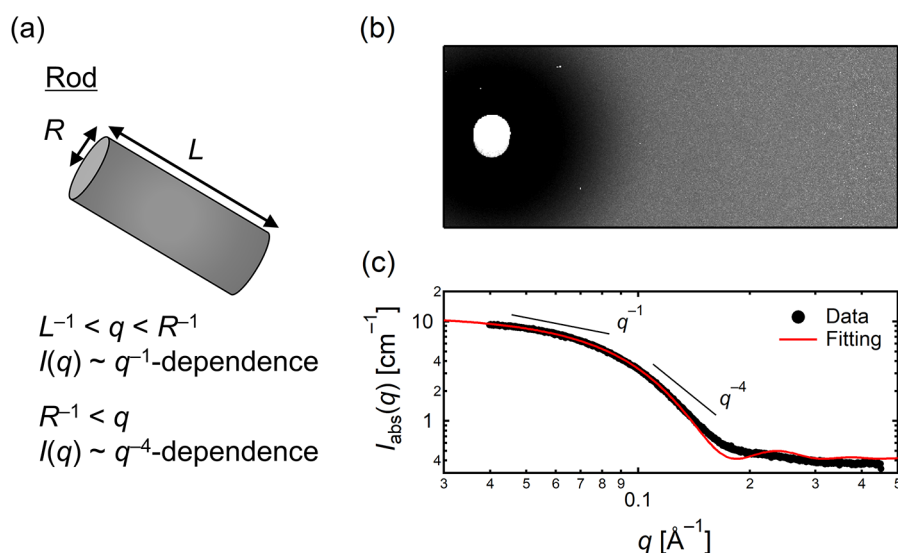 (a)
Rod
R
L
L⁻¹ < q < R⁻¹
I(q) ~ q⁻¹-dependence
R⁻¹ < q
I(q) ~ q⁻⁴-dependence
(b)
(c)
I_abs(q) [cm⁻¹]
2
10
4
2
1
4
q⁻¹
q⁻⁴
Data
Fitting
3 4 5 6 7 8 9 0.1 2 3 4 5
q [Å⁻¹]